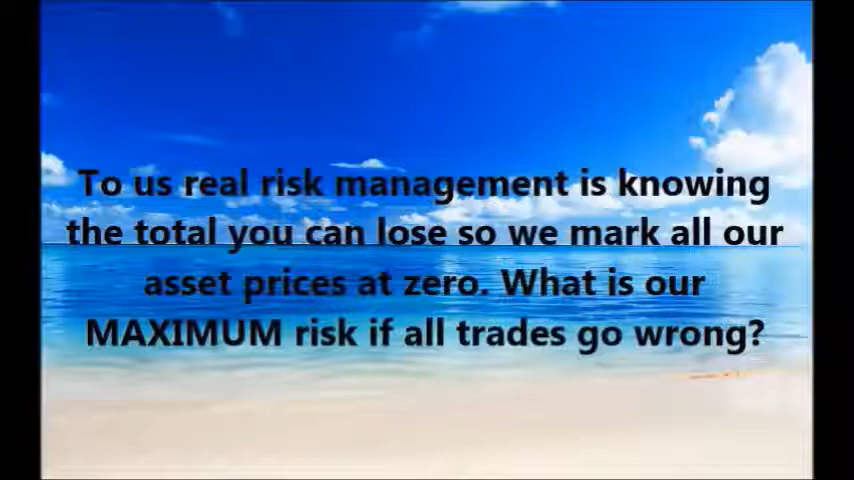 To us real risk management is knowing
the total you can lose so we mark all our
asset prices at zero. What is our
MAXIMUM risk if all trades go wrong?